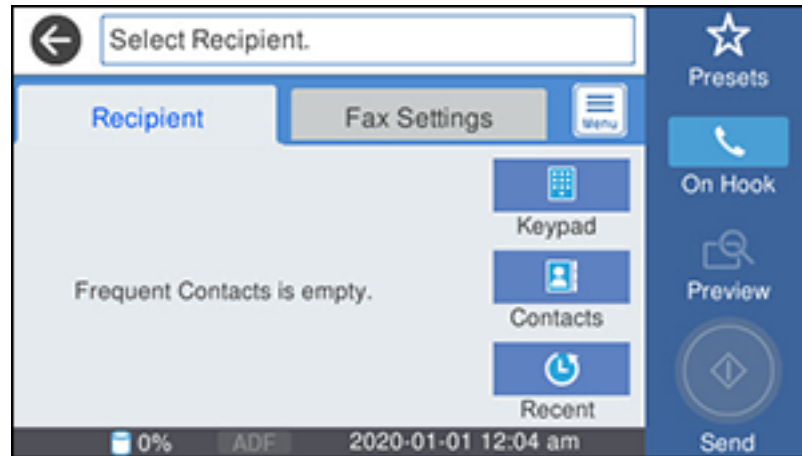 Select Recipient.
Presets
Recipient
Fax Settings
Menu
On Hook
Keypad
Preview
Frequent Contacts is empty.
Contacts
Recent
0%
ADF
2020-01-01 12:04 am
Send